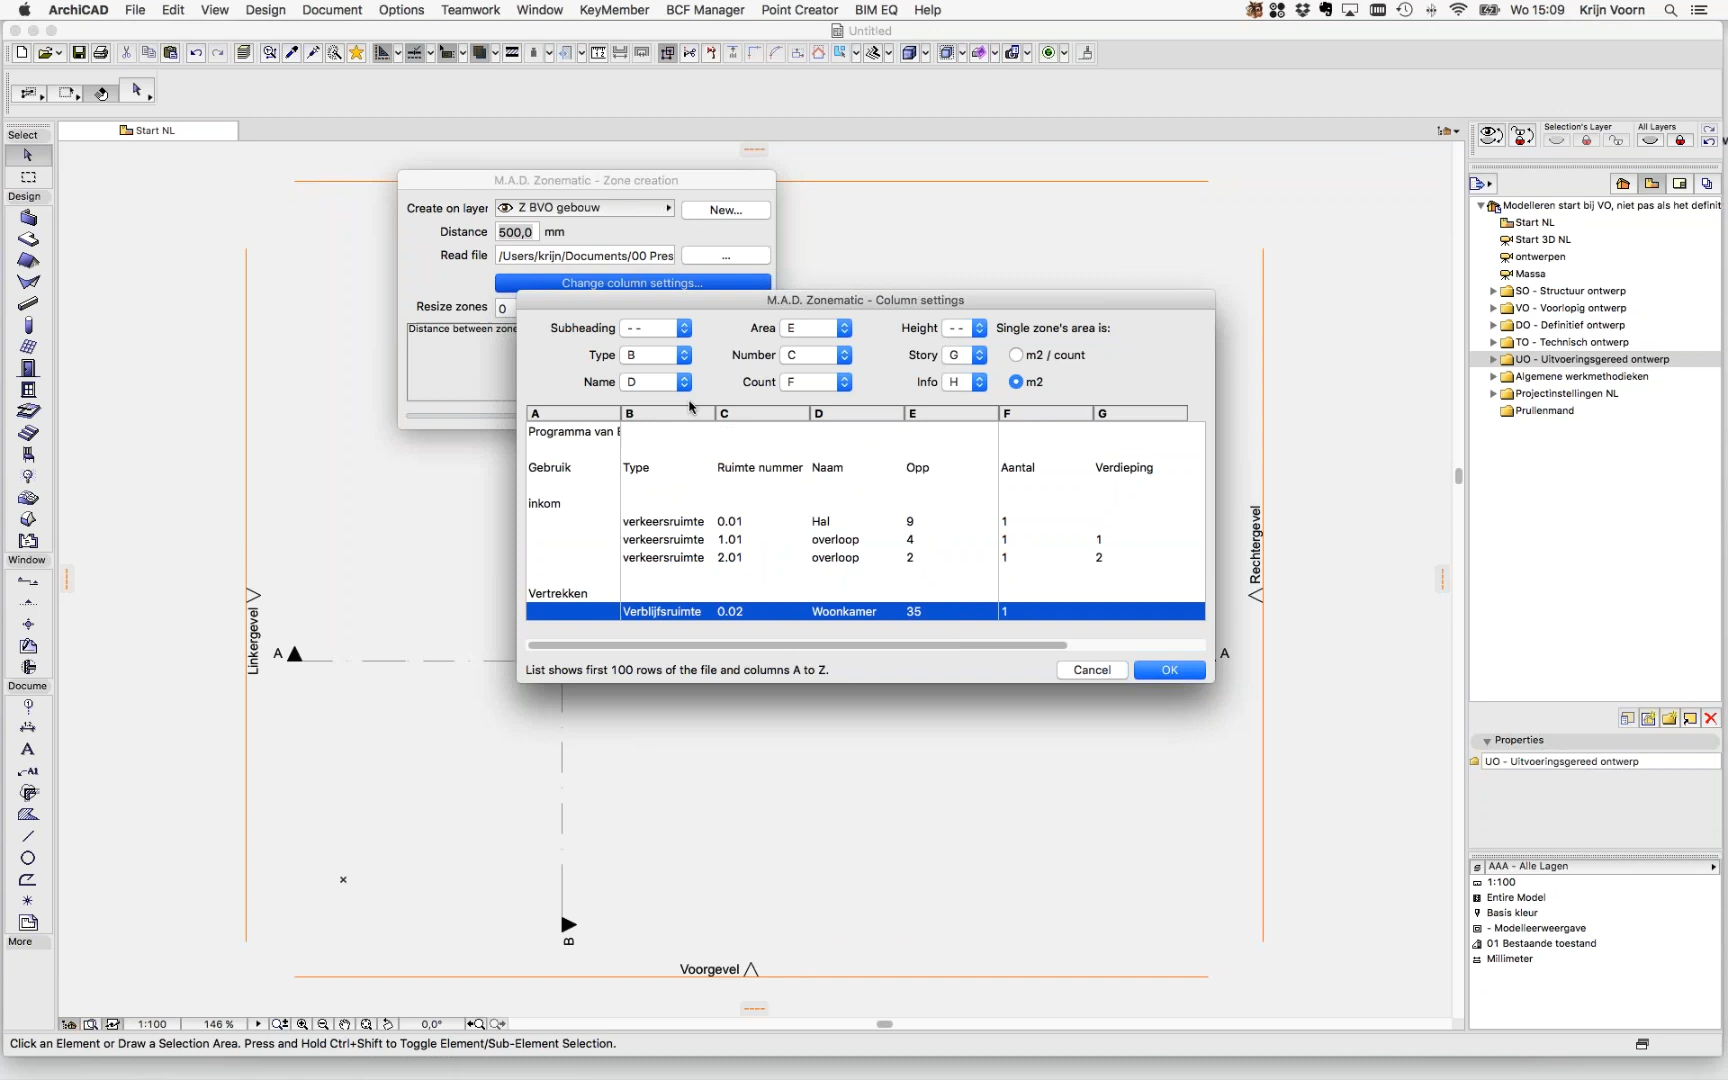 ArchiCAD File Edit View Design Document Options Teamwork Window KeyMember BCF Manager Point Creator BIM EQ Help
Wo 15:09 Krijn Voorn
Untitled
Select
Start NL
Selection's Layer
All Layers
Design
Window
Docume
More
M.A.D. Zonematic - Zone creation
Create on layer
Z BVO gebouw
New...
Distance
500,0
mm
Read file
/Users/krijn/Documents/00 Pres
...
Change column settings...
Resize zones
0
Distance between zone
M.A.D. Zonematic - Column settings
Subheading
--
Area
E
Height
--
Single zone's area is:
Type
B
Number
C
Story
G
m2 / count
Name
D
Count
F
Info
H
m2
A B C D E F G
Programma van E
Gebruik Type Ruimte nummer Naam Opp Aantal Verdieping
inkom
verkeersruimte 0.01 Hal 9 1
verkeersruimte 1.01 overloop 4 1 1
verkeersruimte 2.01 overloop 2 1 2
Vertrekken
Verblijfsruimte 0.02 Woonkamer 35 1
List shows first 100 rows of the file and columns A to Z.
Cancel
OK
Linkergevel
Rechtergevel
A
A
B
Voorgevel
Modelleren start bij VO, niet pas als het definit
Start NL
Start 3D NL
ontwerpen
Massa
SO - Structuur ontwerp
VO - Voorlopig ontwerp
DO - Definitief ontwerp
TO - Technisch ontwerp
UO - Uitvoeringsgereed ontwerp
Algemene werkmethodieken
Projectinstellingen NL
Prullenmand
Properties
UO - Uitvoeringsgereed ontwerp
AAA - Alle Lagen
1:100
Entire Model
Basis kleur
- Modelleerweergave
01 Bestaande toestand
Millimeter
1:100
146 %
0,0°
Click an Element or Draw a Selection Area. Press and Hold Ctrl+Shift to Toggle Element/Sub-Element Selection.